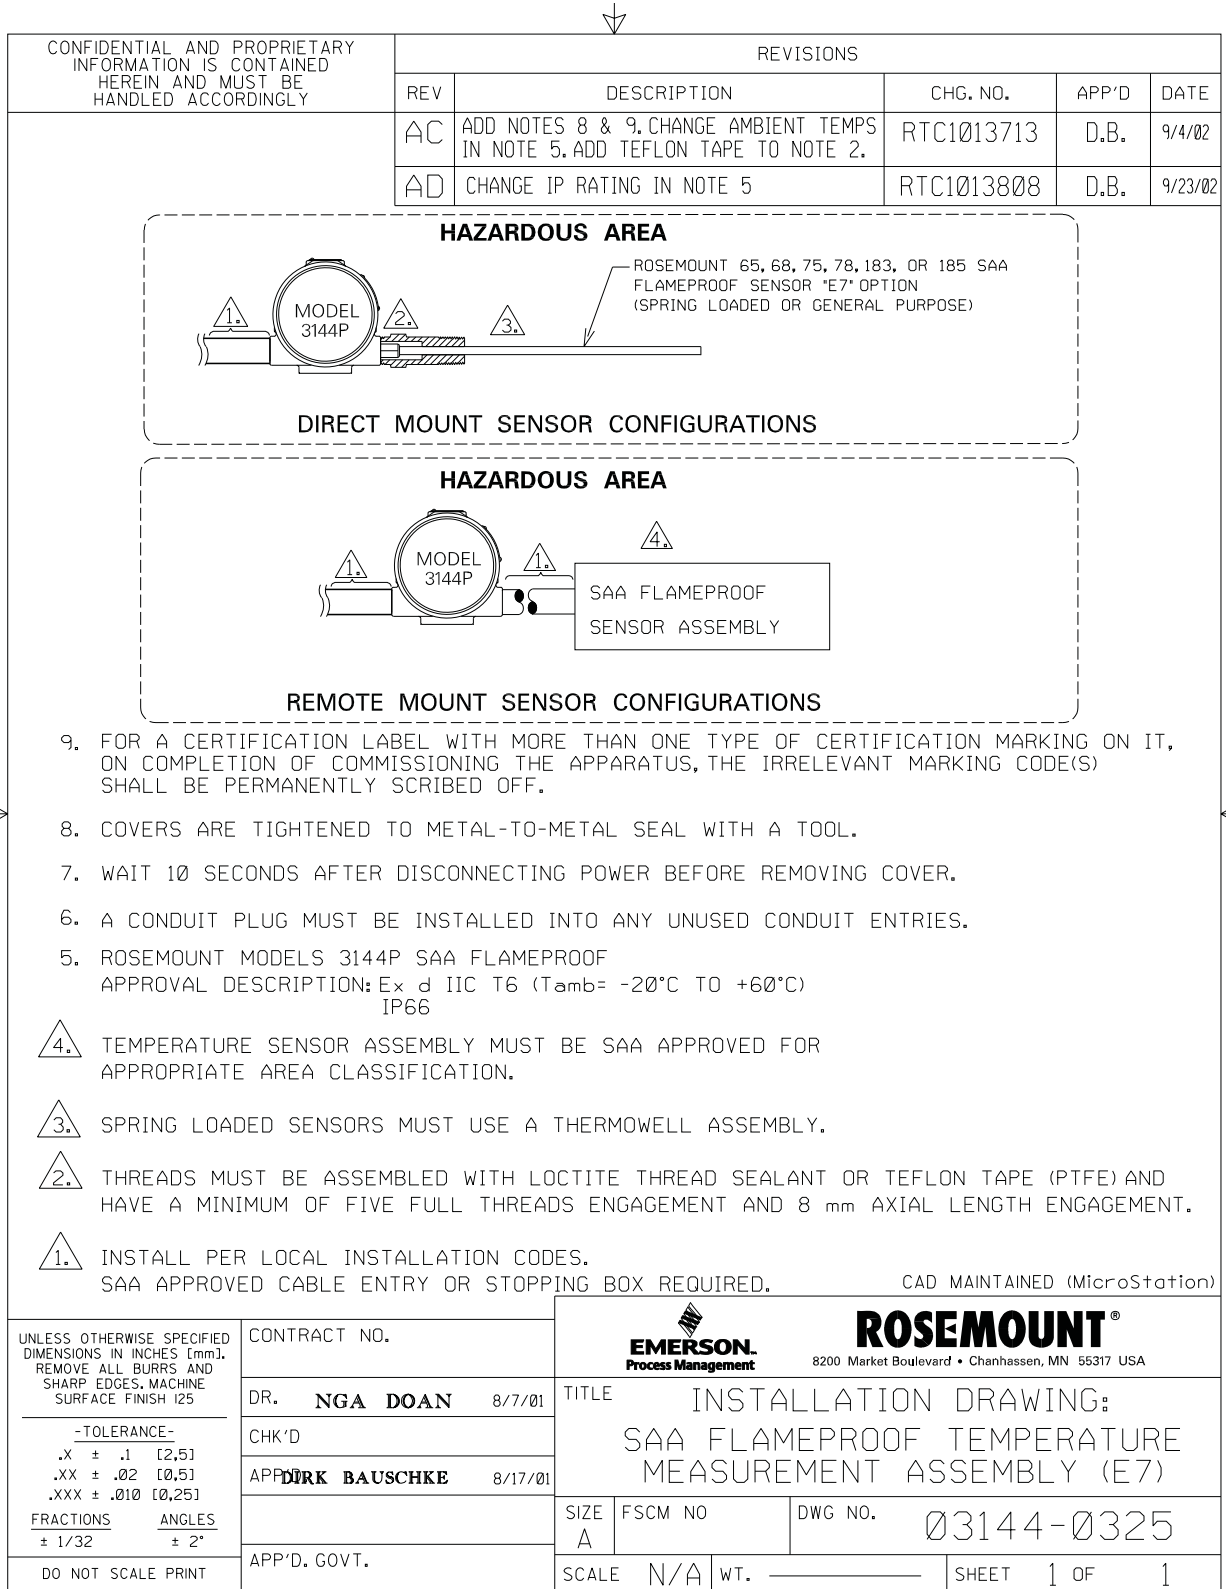 CONFIDENTIAL AND PROPRIETARY
INFORMATION IS CONTAINED
HEREIN AND MUST BE
HANDLED ACCORDINGLY
REVISIONS
REV DESCRIPTION CHG. NO. APP'D DATE
AC ADD NOTES 8 & 9. CHANGE AMBIENT TEMPS RTC1013713 D.B. 9/4/02
IN NOTE 5. ADD TEFLON TAPE TO NOTE 2.
AD CHANGE IP RATING IN NOTE 5 RTC1013808 D.B. 9/23/02
HAZARDOUS AREA
ROSEMOUNT 65, 68, 75, 78, 183, OR 185 SAA
FLAMEPROOF SENSOR "E7" OPTION
(SPRING LOADED OR GENERAL PURPOSE)
1. MODEL 2. 3.
3144P
DIRECT MOUNT SENSOR CONFIGURATIONS
HAZARDOUS AREA
4.
1. MODEL 1.
3144P
SAA FLAMEPROOF
SENSOR ASSEMBLY
REMOTE MOUNT SENSOR CONFIGURATIONS
9. FOR A CERTIFICATION LABEL WITH MORE THAN ONE TYPE OF CERTIFICATION MARKING ON IT,
ON COMPLETION OF COMMISSIONING THE APPARATUS, THE IRRELEVANT MARKING CODE(S)
SHALL BE PERMANENTLY SCRIBED OFF.
8. COVERS ARE TIGHTENED TO METAL-TO-METAL SEAL WITH A TOOL.
7. WAIT 10 SECONDS AFTER DISCONNECTING POWER BEFORE REMOVING COVER.
6. A CONDUIT PLUG MUST BE INSTALLED INTO ANY UNUSED CONDUIT ENTRIES.
5. ROSEMOUNT MODELS 3144P SAA FLAMEPROOF
APPROVAL DESCRIPTION: Ex d IIC T6 (Tamb= -20°C TO +60°C)
IP66
4. TEMPERATURE SENSOR ASSEMBLY MUST BE SAA APPROVED FOR
APPROPRIATE AREA CLASSIFICATION.
3. SPRING LOADED SENSORS MUST USE A THERMOWELL ASSEMBLY.
2. THREADS MUST BE ASSEMBLED WITH LOCTITE THREAD SEALANT OR TEFLON TAPE (PTFE) AND
HAVE A MINIMUM OF FIVE FULL THREADS ENGAGEMENT AND 8 mm AXIAL LENGTH ENGAGEMENT.
1. INSTALL PER LOCAL INSTALLATION CODES.
SAA APPROVED CABLE ENTRY OR STOPPING BOX REQUIRED. CAD MAINTAINED (MicroStation)
UNLESS OTHERWISE SPECIFIED
DIMENSIONS IN INCHES [mm].
REMOVE ALL BURRS AND
SHARP EDGES. MACHINE
SURFACE FINISH 125
-TOLERANCE-
.X ± .1 [2,5]
.XX ± .02 [0,5]
.XXX ± .010 [0,25]
FRACTIONS ANGLES
± 1/32 ± 2°
DO NOT SCALE PRINT
CONTRACT NO.
DR. NGA DOAN 8/7/01
CHK'D
APP'D. DIRK BAUSCHKE 8/17/01
APP'D. GOVT.
EMERSON™
Process Management
ROSEMOUNT®
8200 Market Boulevard • Chanhassen, MN 55317 USA
TITLE INSTALLATION DRAWING:
SAA FLAMEPROOF TEMPERATURE
MEASUREMENT ASSEMBLY (E7)
SIZE A FSCM NO DWG NO. 03144-0325
SCALE N/A WT. SHEET 1 OF 1